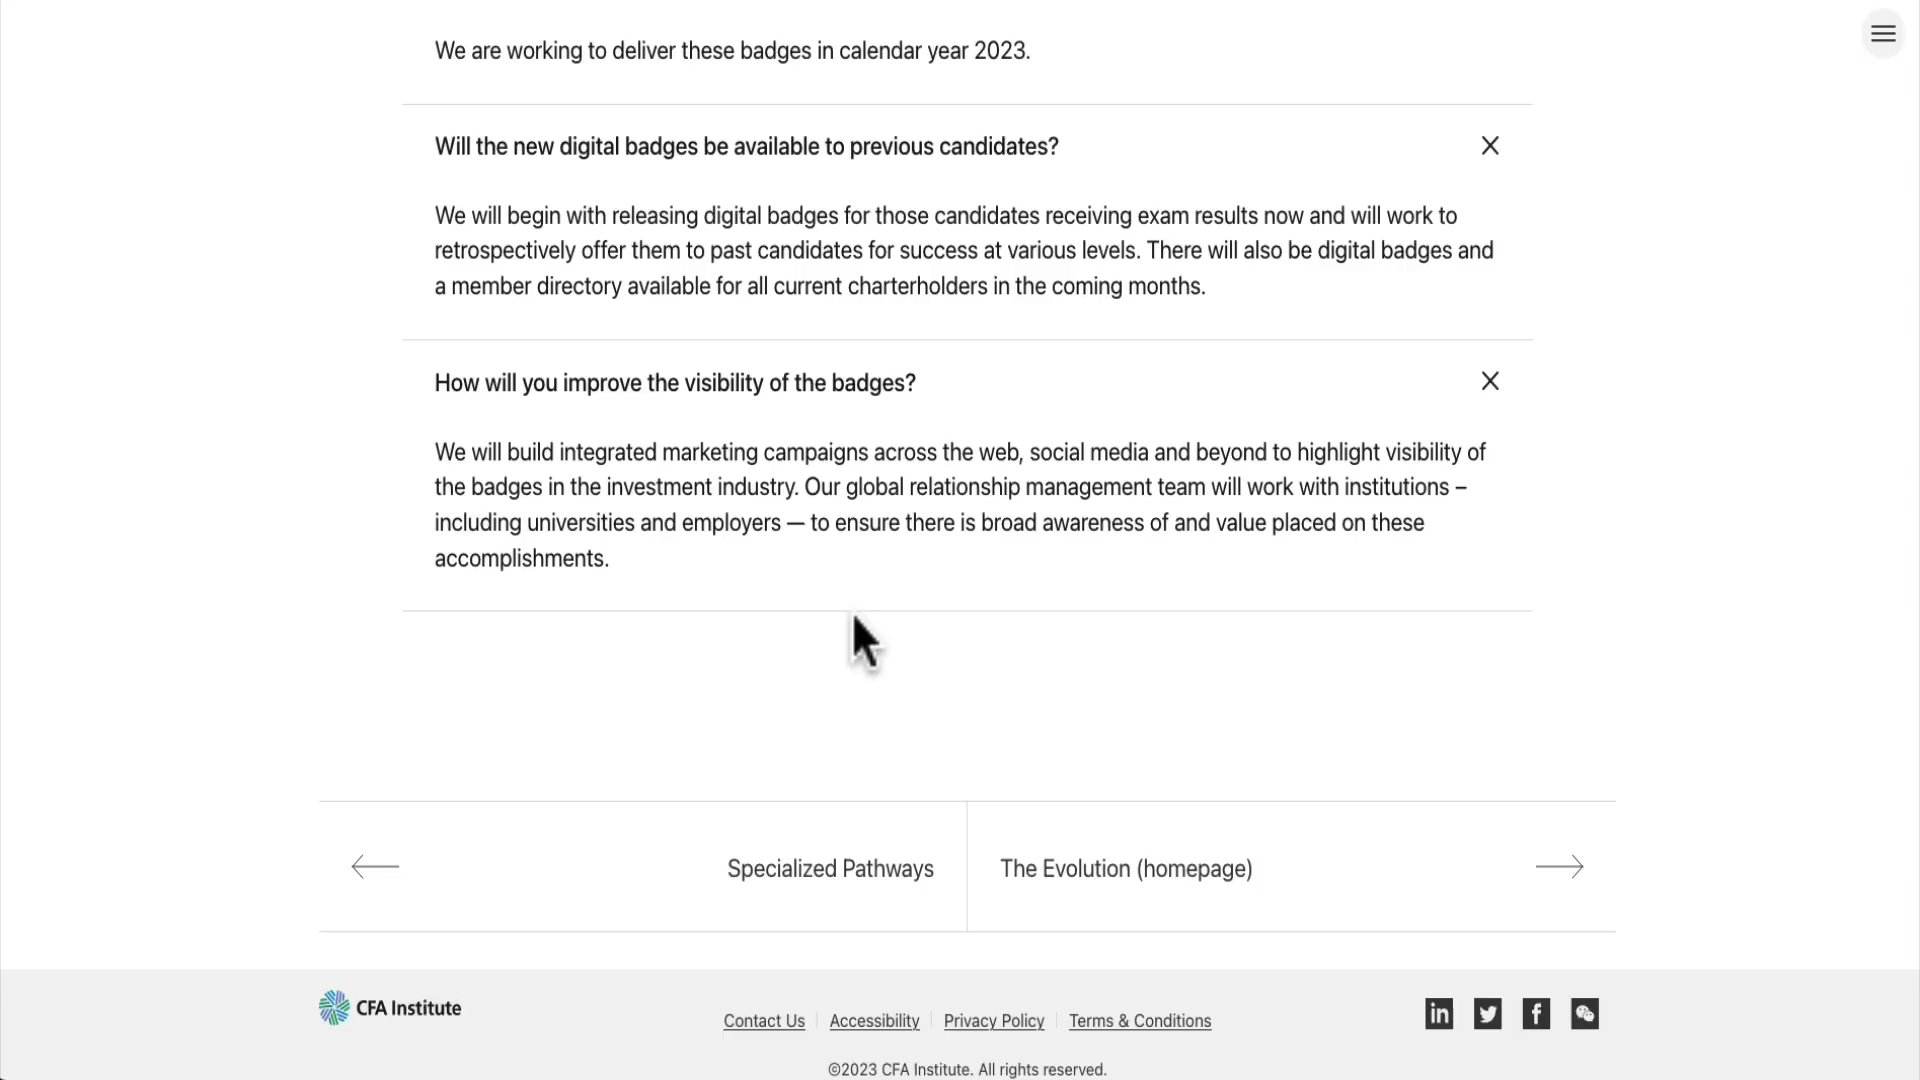 We are working to deliver these badges in calendar year 2023.
Will the new digital badges be available to previous candidates?
We will begin with releasing digital badges for those candidates receiving exam results now and will work to
retrospectively offer them to past candidates for success at various levels. There will also be digital badges and
a member directory available for all current charterholders in the coming months.
How will you improve the visibility of the badges?
We will build integrated marketing campaigns across the web, social media and beyond to highlight visibility of
the badges in the investment industry. Our global relationship management team will work with institutions –
including universities and employers — to ensure there is broad awareness of and value placed on these
accomplishments.
Specialized Pathways
The Evolution (homepage)
CFA Institute
Contact Us
Accessibility
Privacy Policy
Terms & Conditions
©2023 CFA Institute. All rights reserved.